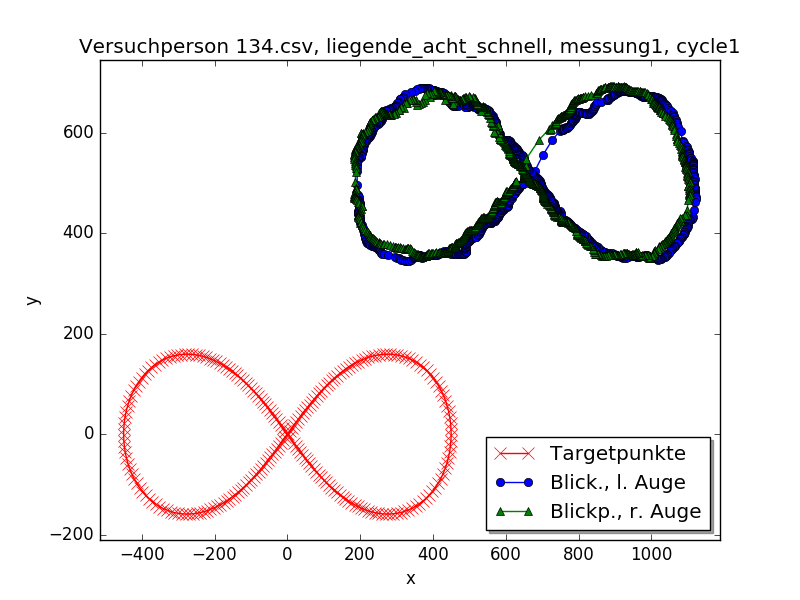 Versuchperson 134.csv, liegende_acht_schnell, messung1, cycle1
y
600
400
200
0
−200
−400
−200
0
200
400
600
800
1000
x
Targetpunkte
Blick., l. Auge
Blickp., r. Auge